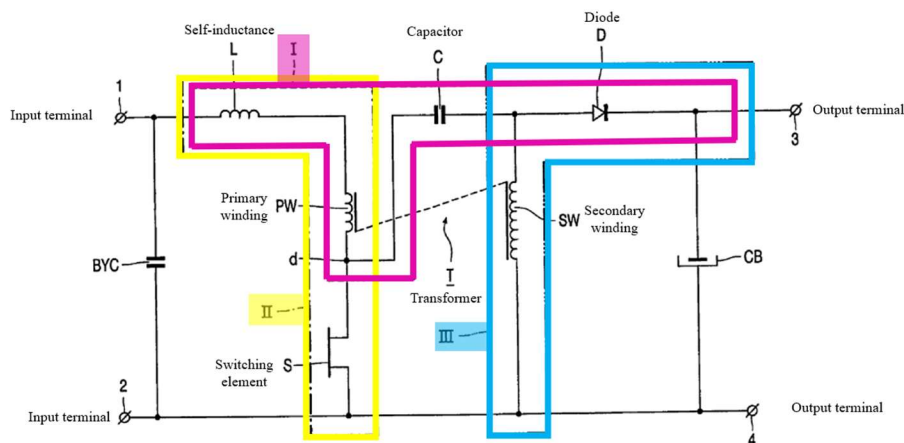 Self-inductance
L
I
Capacitor
C
Diode
D
1
Input terminal
Output terminal
3
Primary
winding
PW
Secondary
winding
SW
d
BYC
T
Transformer
CB
II
III
Switching
element
S
2
Input terminal
Output terminal
4